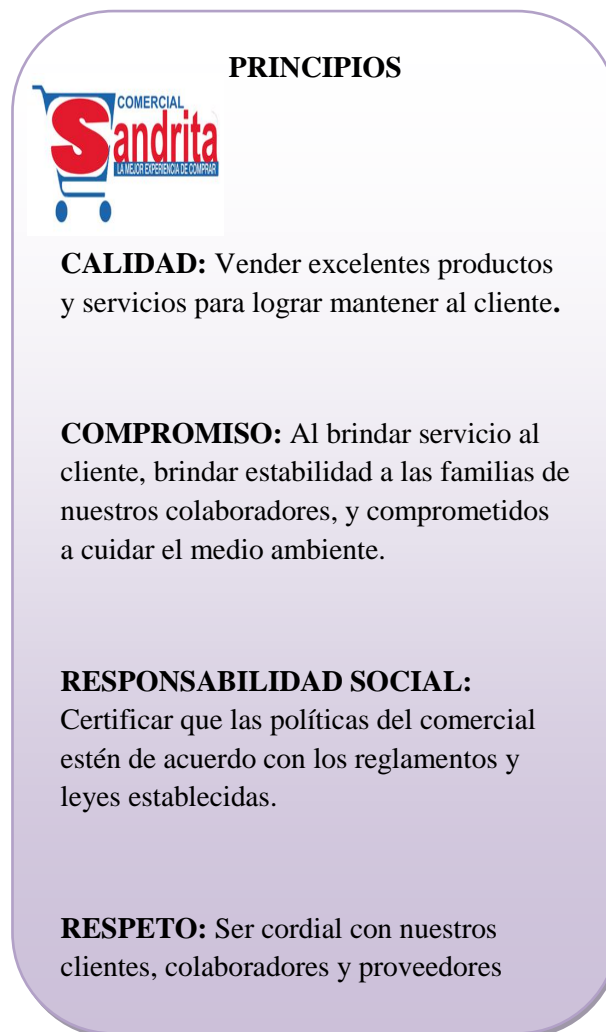 PRINCIPIOS
COMERCIAL
Sandrita
LA MEJOR EXPERIENCIA DE COMPRAR
CALIDAD: Vender excelentes productos
y servicios para lograr mantener al cliente.
COMPROMISO: Al brindar servicio al
cliente, brindar estabilidad a las familias de
nuestros colaboradores, y comprometidos
a cuidar el medio ambiente.
RESPONSABILIDAD SOCIAL:
Certificar que las políticas del comercial
estén de acuerdo con los reglamentos y
leyes establecidas.
RESPETO: Ser cordial con nuestros
clientes, colaboradores y proveedores